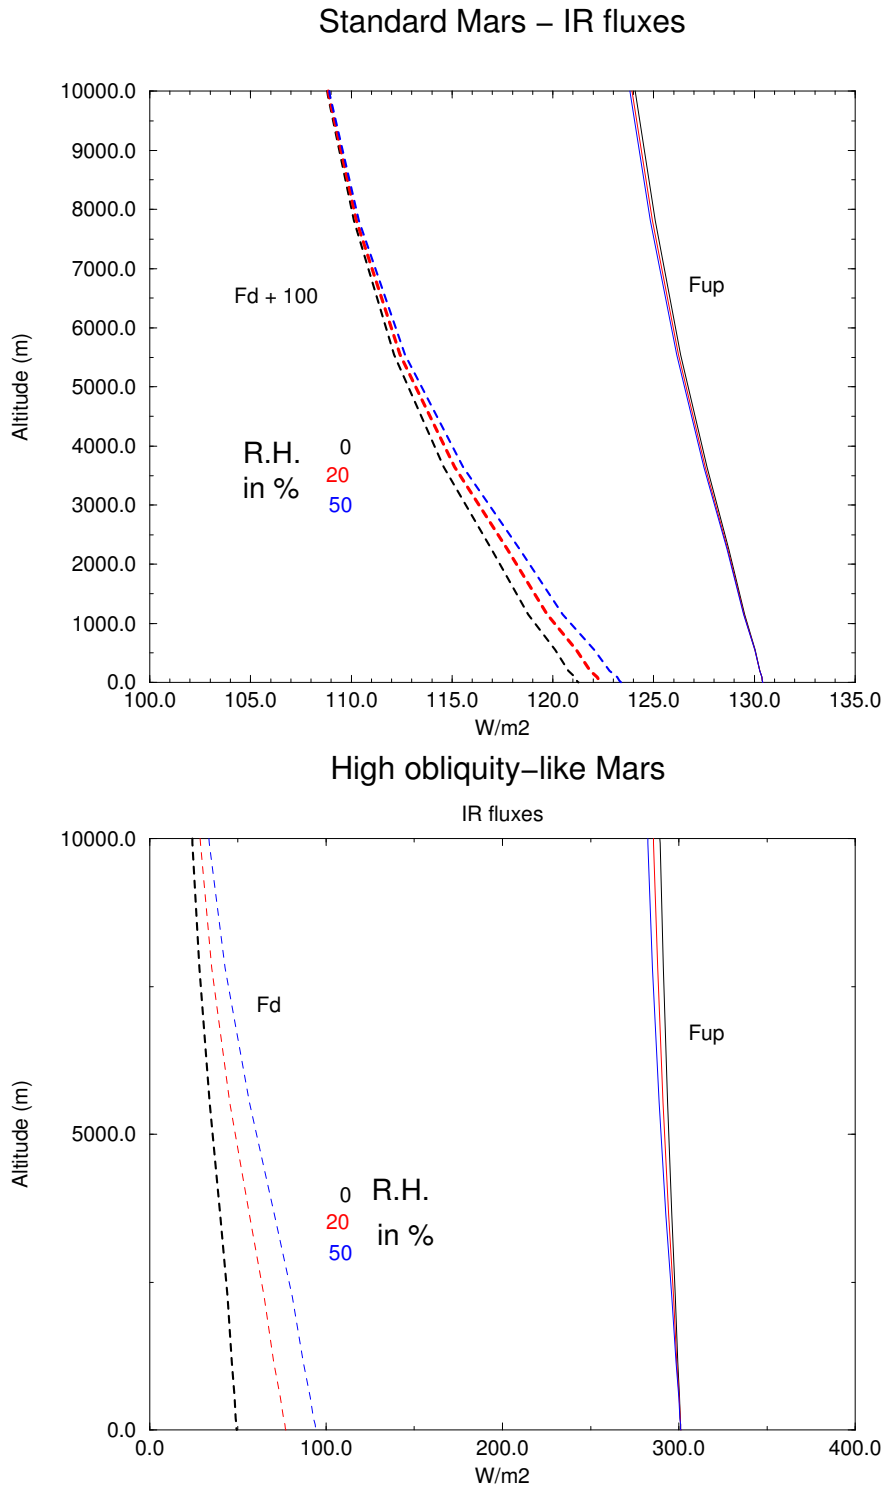 Standard Mars – IR fluxes
10000.0
9000.0
8000.0
7000.0
6000.0
5000.0
4000.0
3000.0
2000.0
1000.0
0.0
Altitude (m)
Fd + 100
Fup
R.H.
in %
0
20
50
100.0 105.0 110.0 115.0 120.0 125.0 130.0 135.0
W/m2
High obliquity–like Mars
IR fluxes
10000.0
5000.0
0.0
Altitude (m)
Fd
Fup
0 R.H.
20
in %
50
0.0 100.0 200.0 300.0 400.0
W/m2